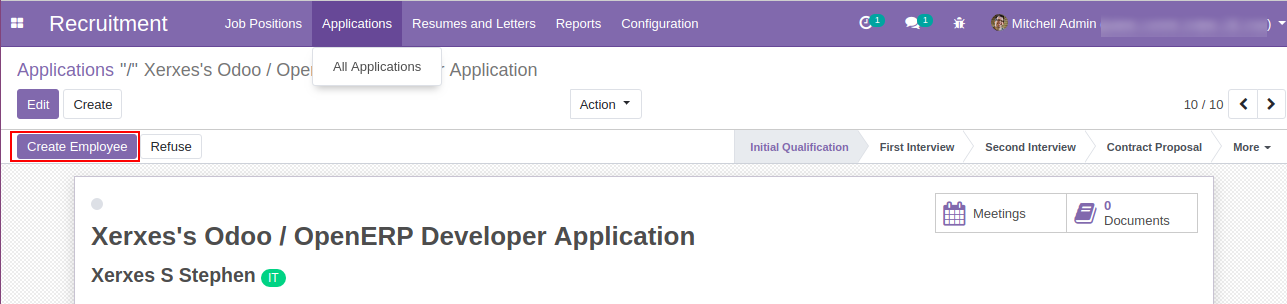 Recruitment Job Positions Applications Resumes and Letters Reports Configuration 1 1 Mitchell Admin )
All Applications
Applications "/" Xerxes's Odoo / Ope r Application
Edit Create Action 10 / 10
Create Employee Refuse Initial Qualification First Interview Second Interview Contract Proposal More
Meetings
0
Documents
Xerxes's Odoo / OpenERP Developer Application
Xerxes S Stephen IT